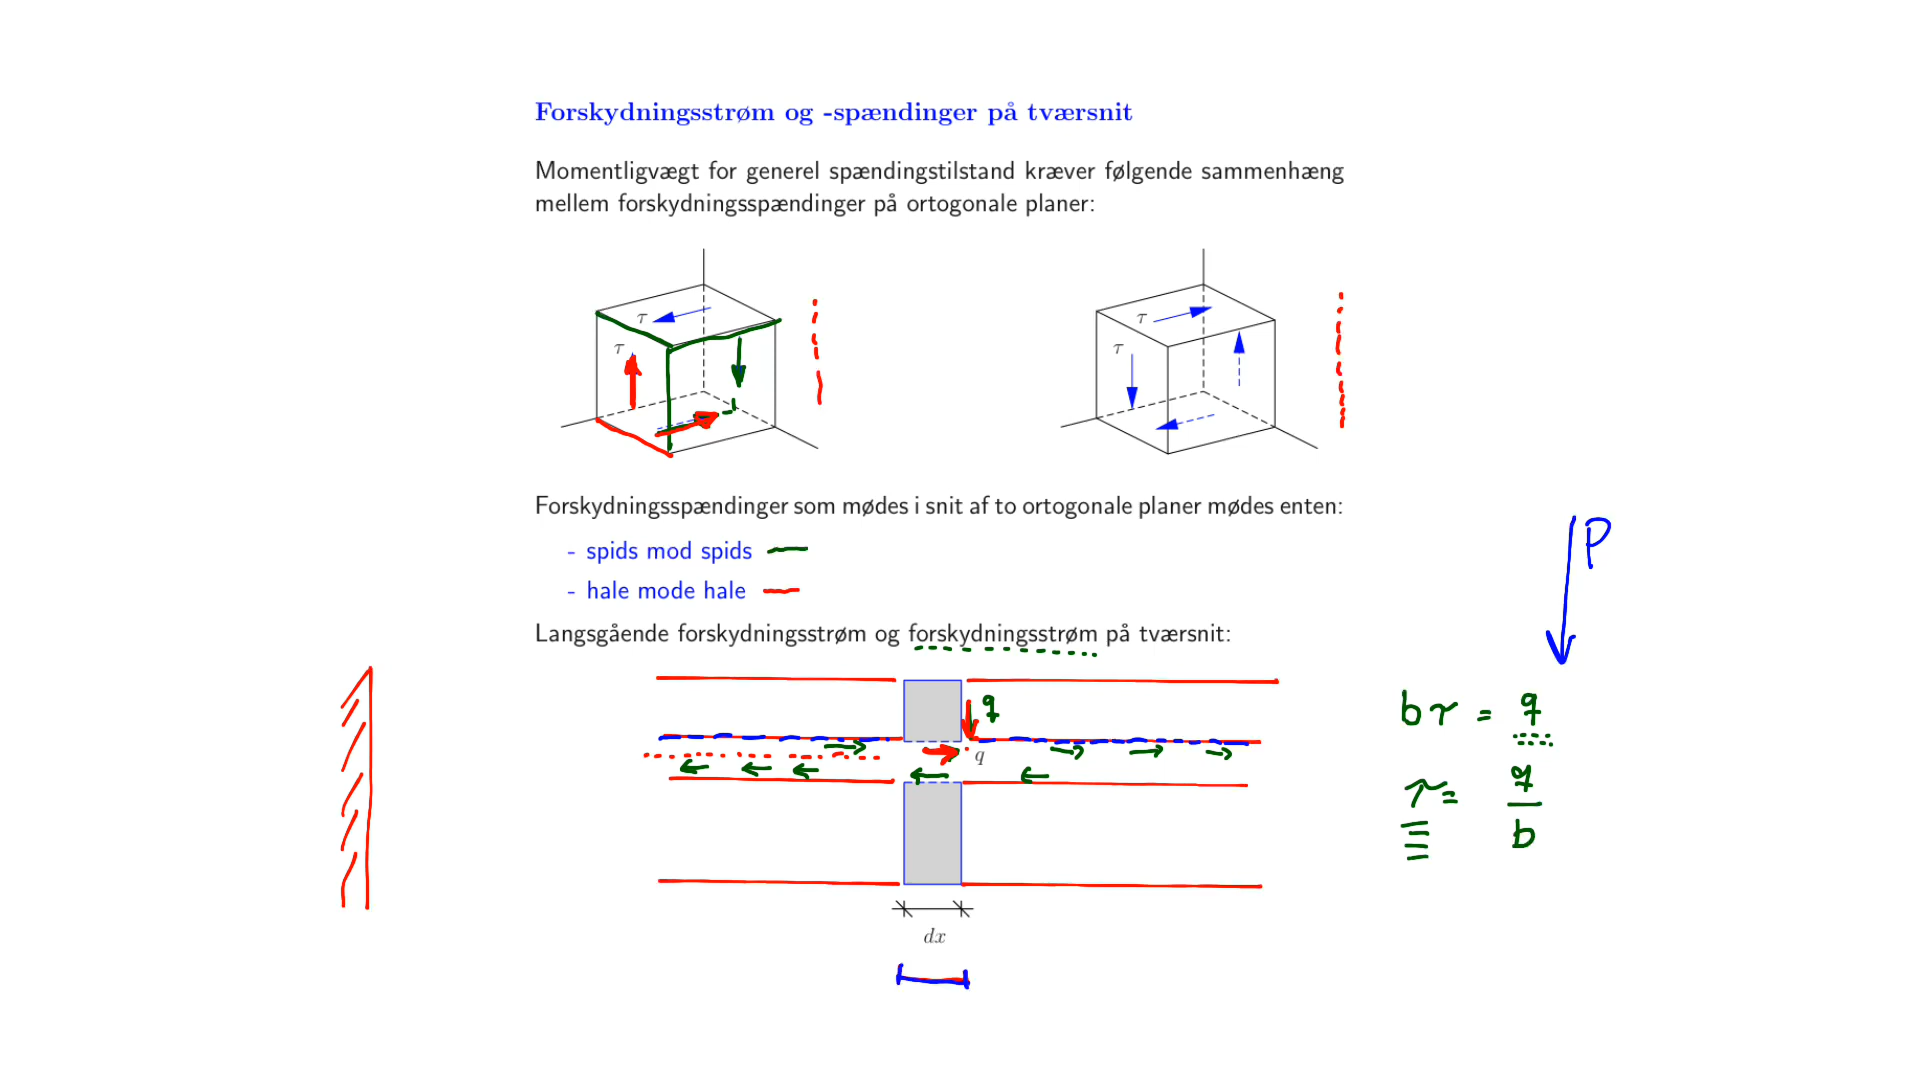 Forskydningsstrøm og -spændinger på tværsnit
Momentligvægt for generel spændingstilstand kræver følgende sammenhæng
mellem forskydningsspændinger på ortogonale planer:
τ
τ
τ
τ
Forskydningsspændinger som mødes i snit af to ortogonale planer mødes enten:
- spids mod spids
- hale mode hale
P
Langsgående forskydningsstrøm og forskydningsstrøm på tværsnit:
q
bτ = q
q
τ = q/b
dx